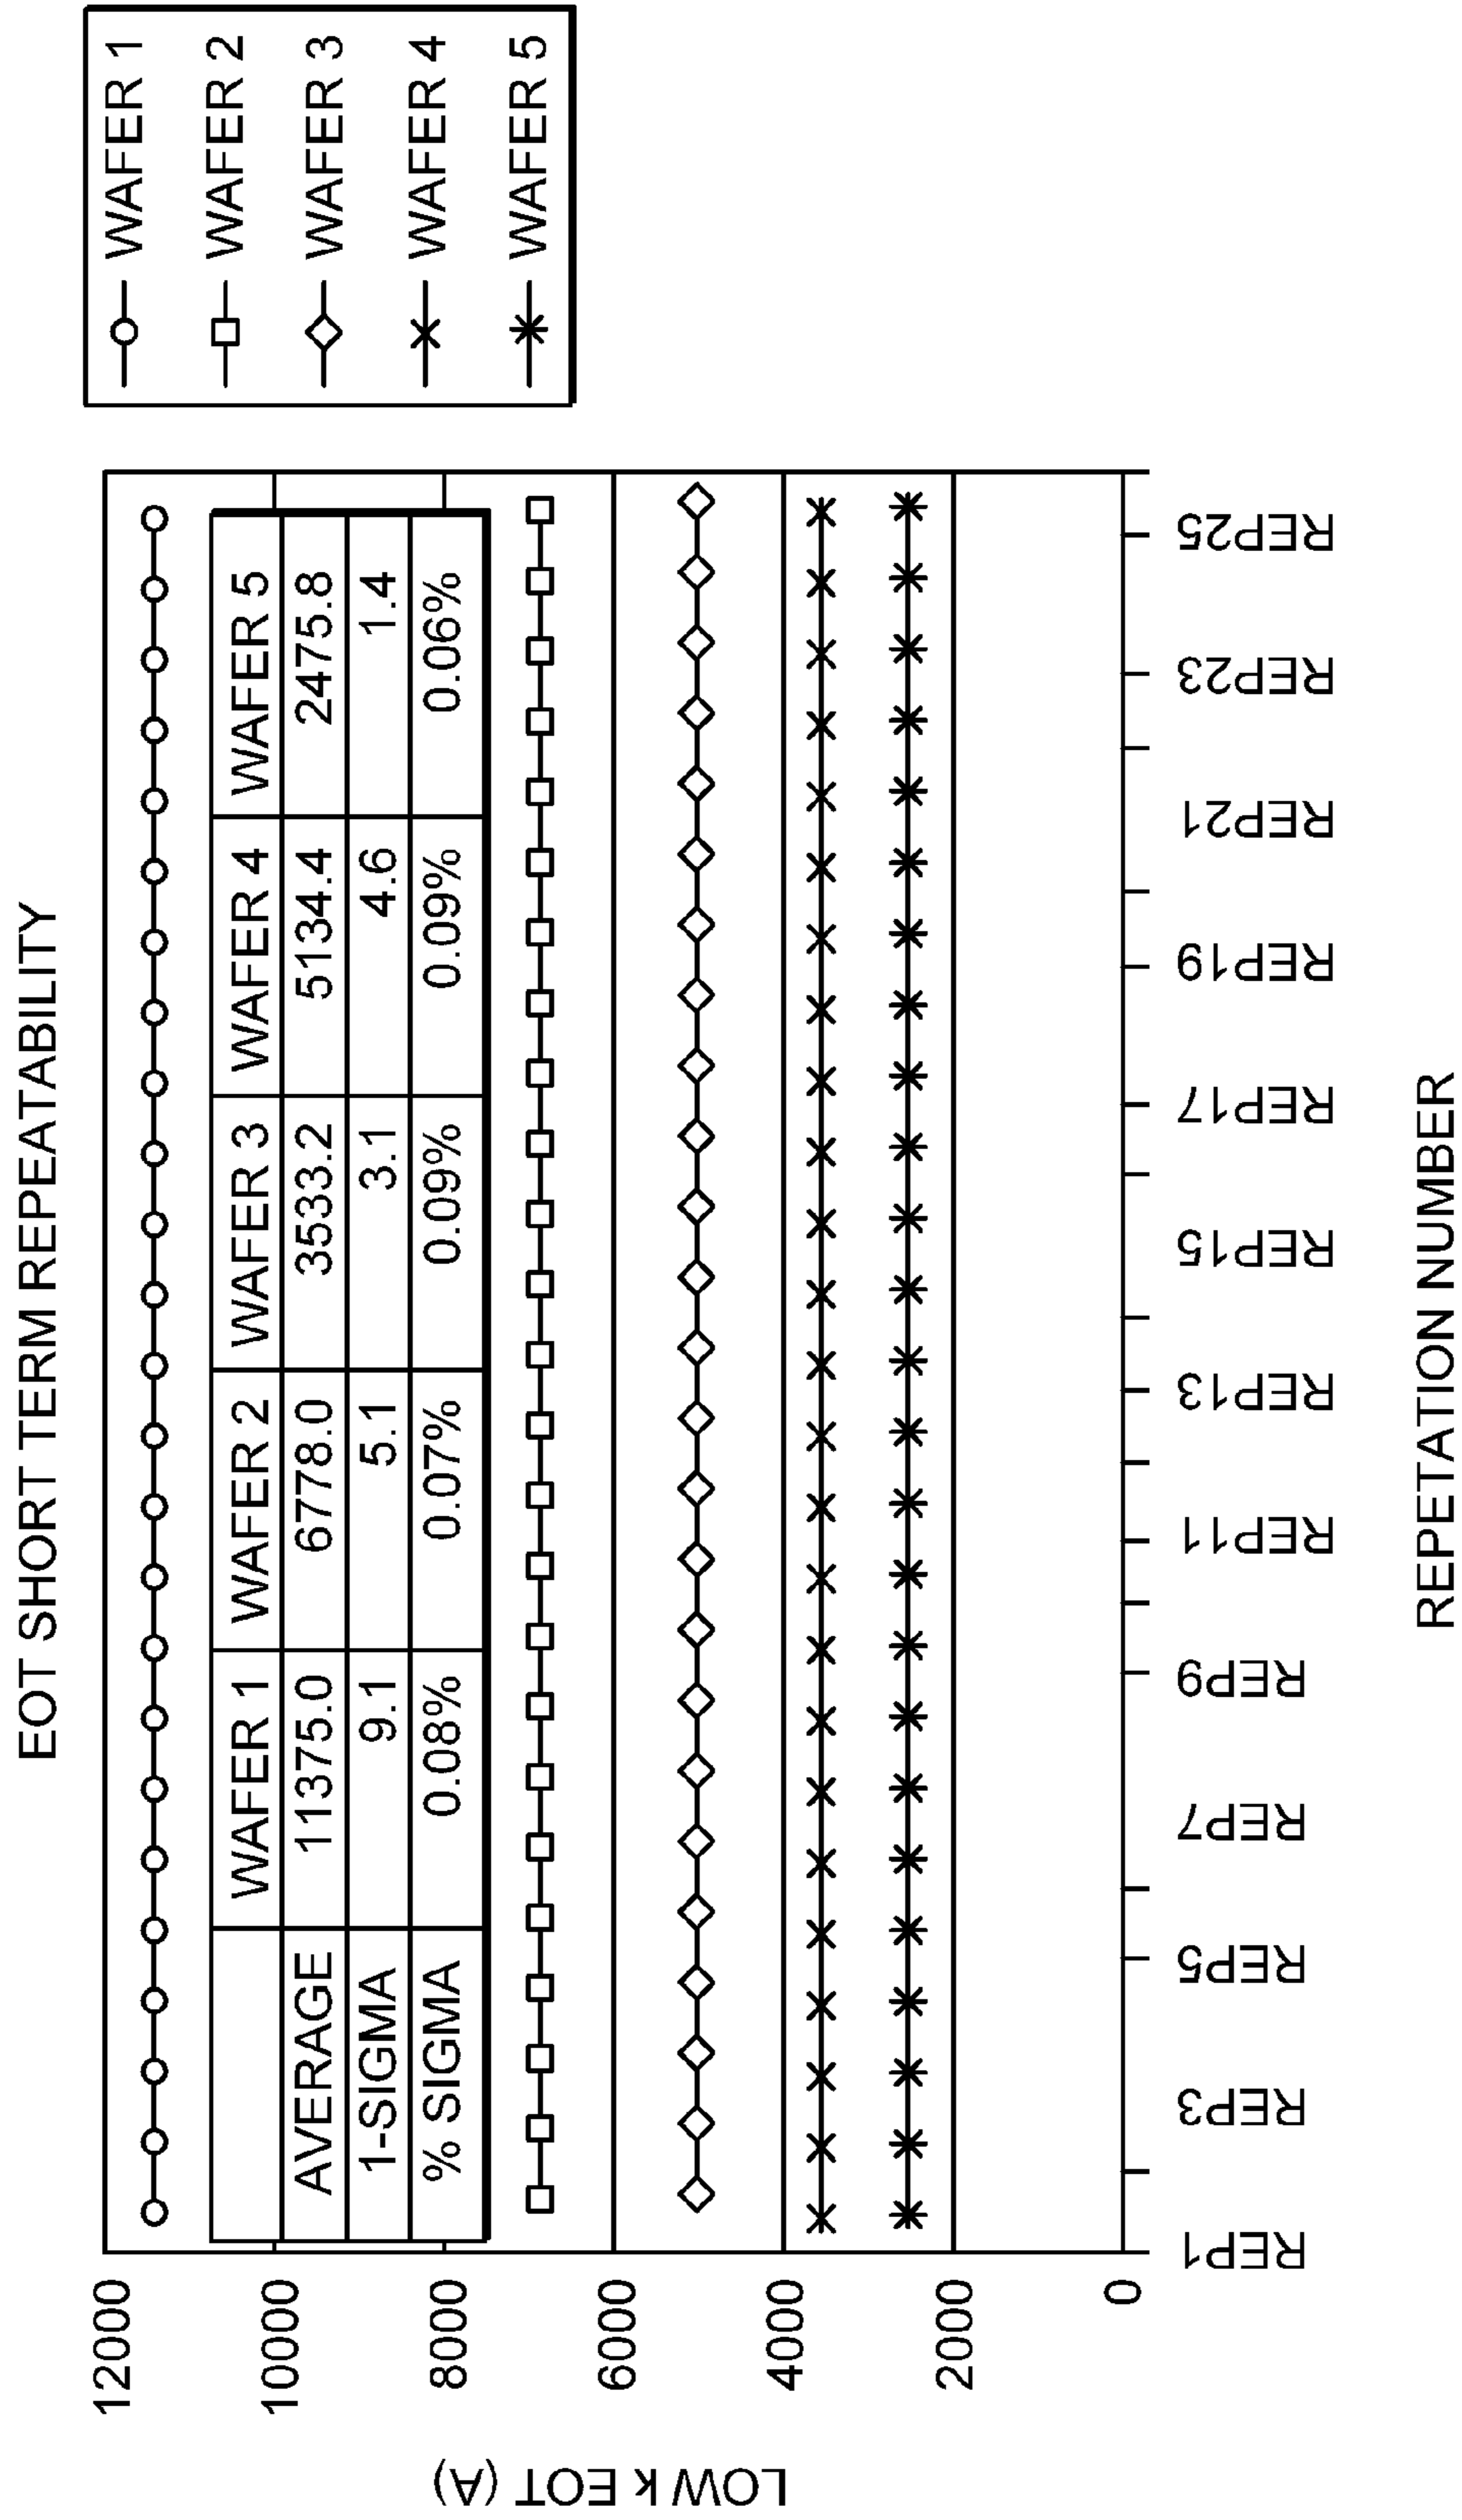 EOT SHORT TERM REPEATABILITY
12000
10000
8000
6000
4000
2000
0
LOW k EOT (A)
WAFER 1 WAFER 2 WAFER 3 WAFER 4 WAFER 5
AVERAGE 11375.0 6778.0 3533.2 5134.4 2475.8
1-SIGMA 9.1 5.1 3.1 4.6 1.4
% SIGMA 0.08% 0.07% 0.09% 0.09% 0.06%
REP1 REP3 REP5 REP7 REP9 REP11 REP13 REP15 REP17 REP19 REP21 REP23 REP25
REPETATION NUMBER
WAFER 1
WAFER 2
WAFER 3
WAFER 4
WAFER 5